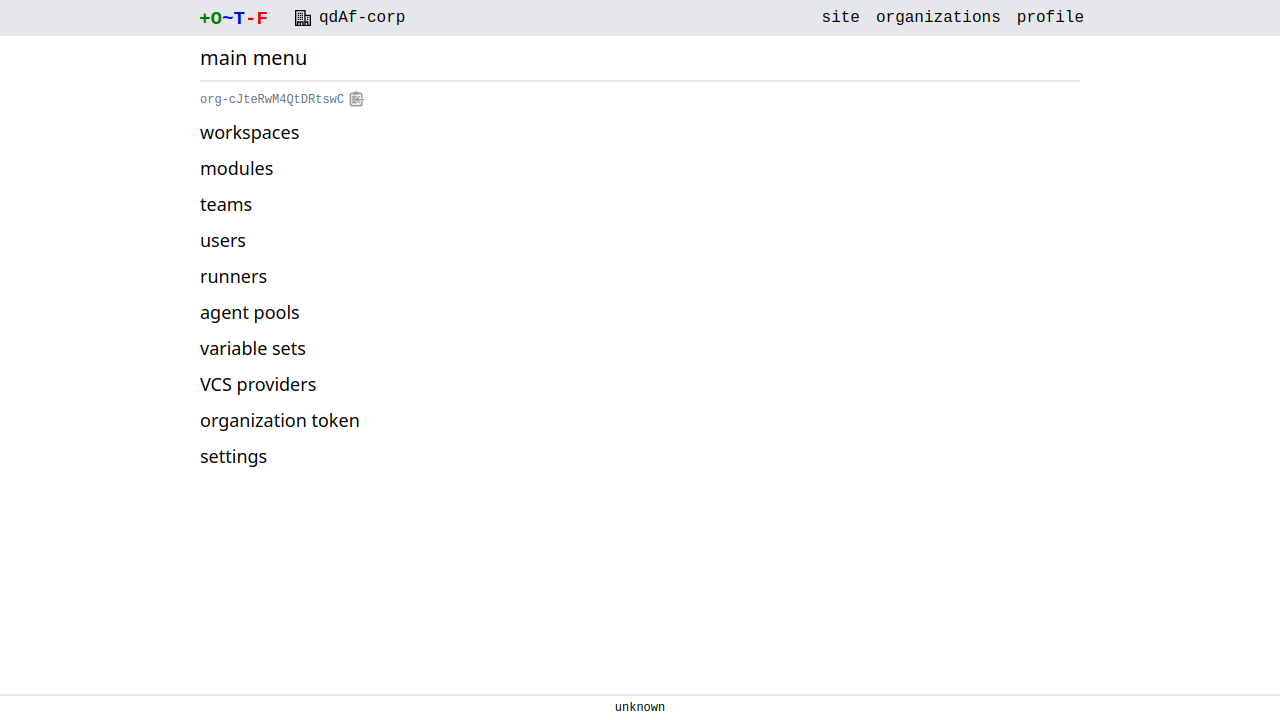 +O~T-F qdAf-corp site organizations profile
main menu
org-cJteRwM4QtDRtswC
workspaces
modules
teams
users
runners
agent pools
variable sets
VCS providers
organization token
settings
unknown